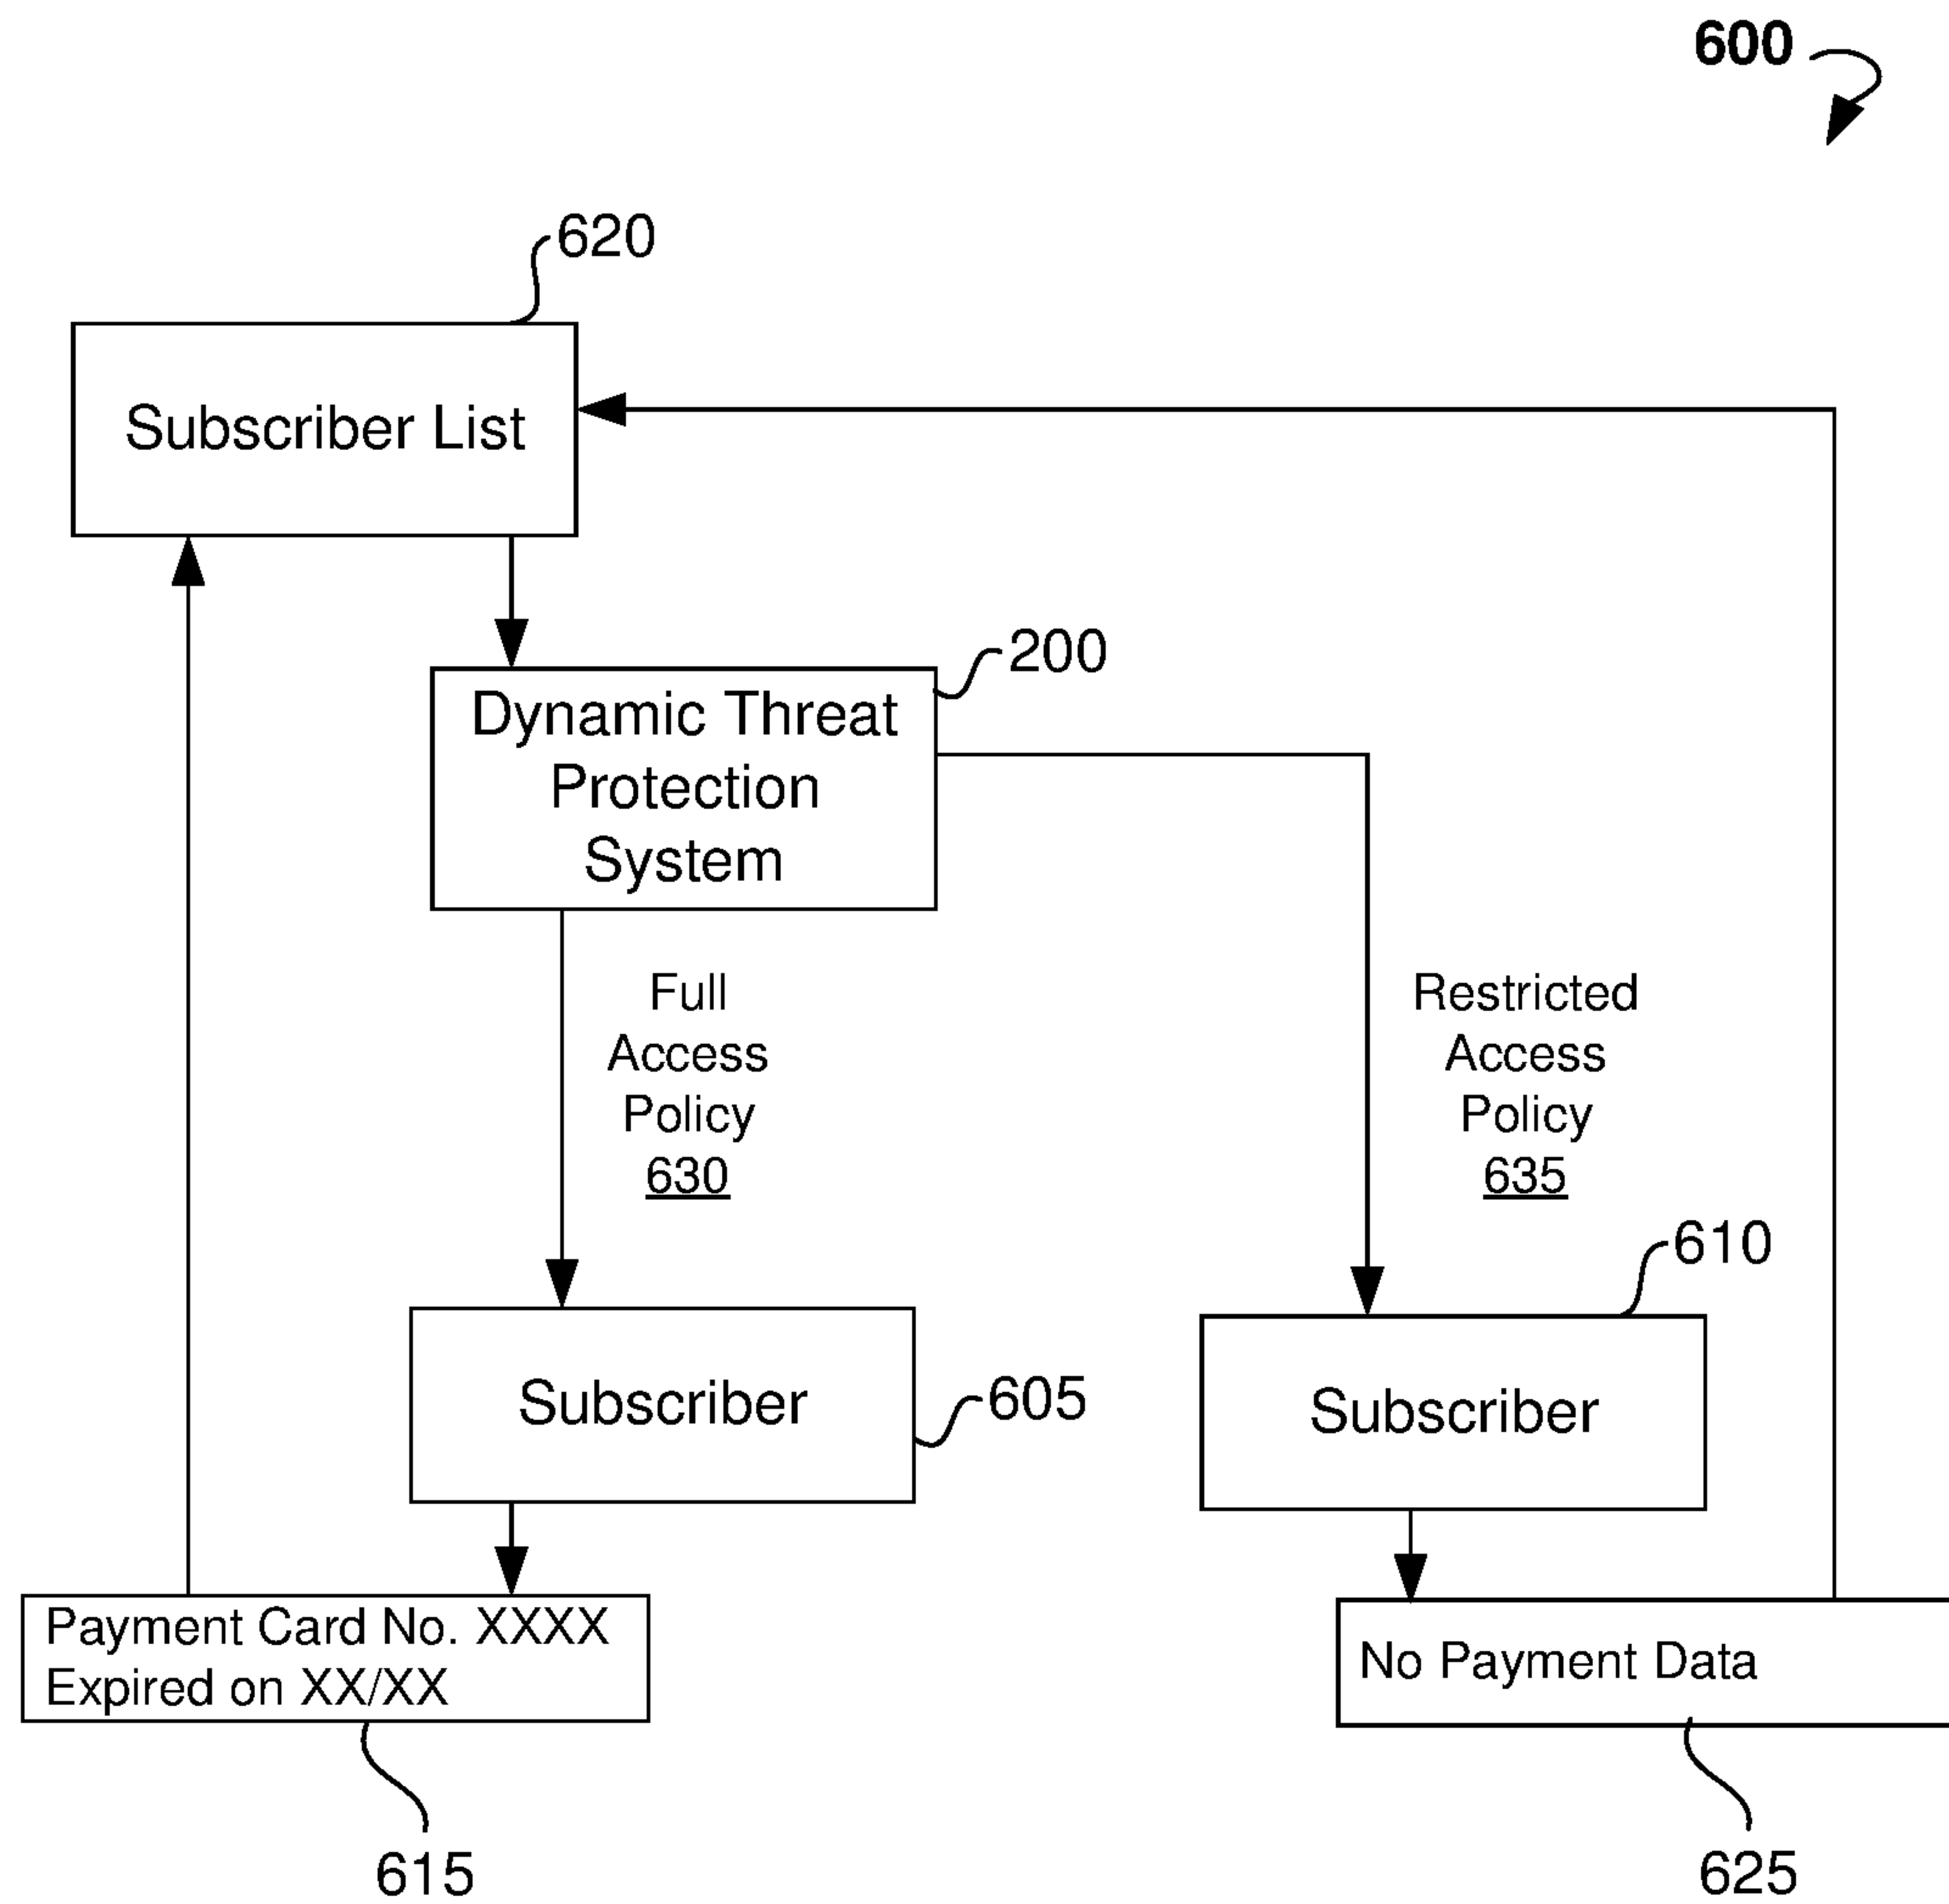 600
620
Subscriber List
200
Dynamic Threat
Protection
System
Full
Access
Policy
630
Restricted
Access
Policy
635
610
Subscriber
605
Subscriber
Payment Card No. XXXX
Expired on XX/XX
No Payment Data
615
625